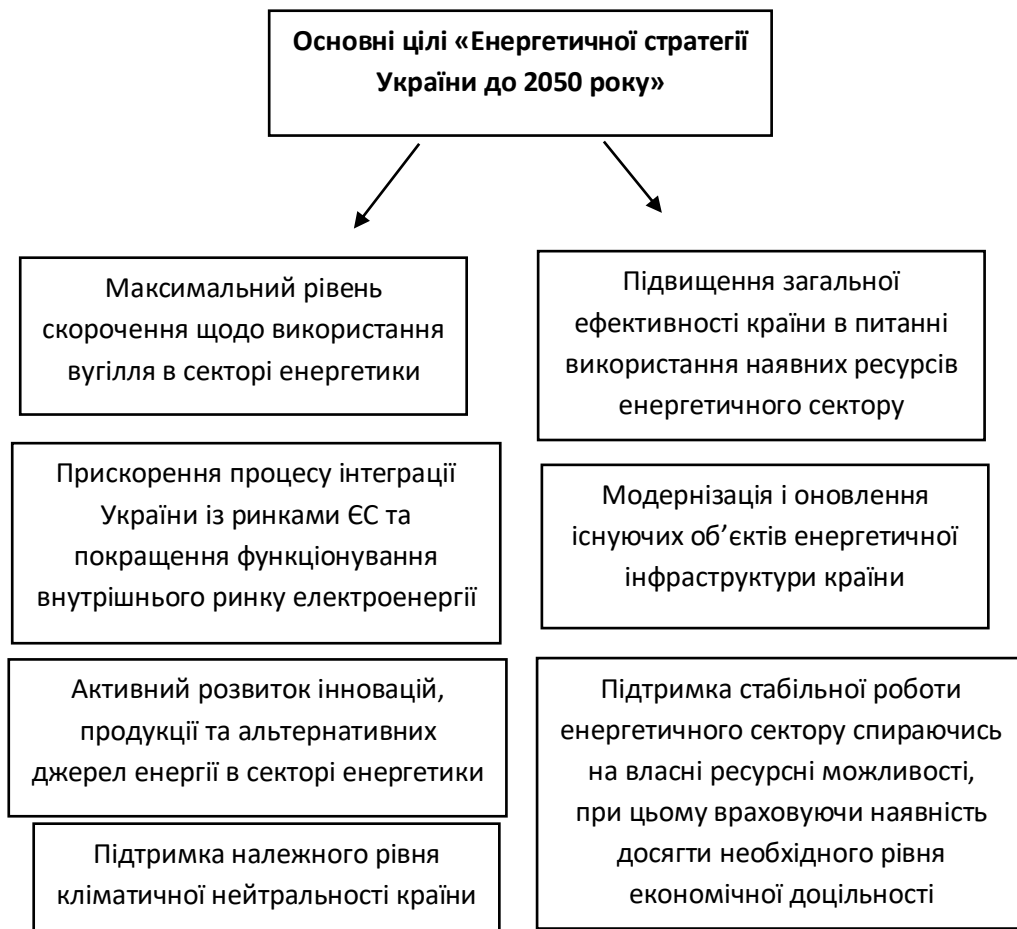 Основні цілі «Енергетичної стратегії
України до 2050 року»
Максимальний рівень
скорочення щодо використання
вугілля в секторі енергетики
Прискорення процесу інтеграції
України із ринками ЄС та
покращення функціонування
внутрішнього ринку електроенергії
Активний розвиток інновацій,
продукції та альтернативних
джерел енергії в секторі енергетики
Підтримка належного рівня
кліматичної нейтральності країни
Підвищення загальної
ефективності країни в питанні
використання наявних ресурсів
енергетичного сектору
Модернізація і оновлення
існуючих об’єктів енергетичної
інфраструктури країни
Підтримка стабільної роботи
енергетичного сектору спираючись
на власні ресурсні можливості,
при цьому враховуючи наявність
досягти необхідного рівня
економічної доцільності